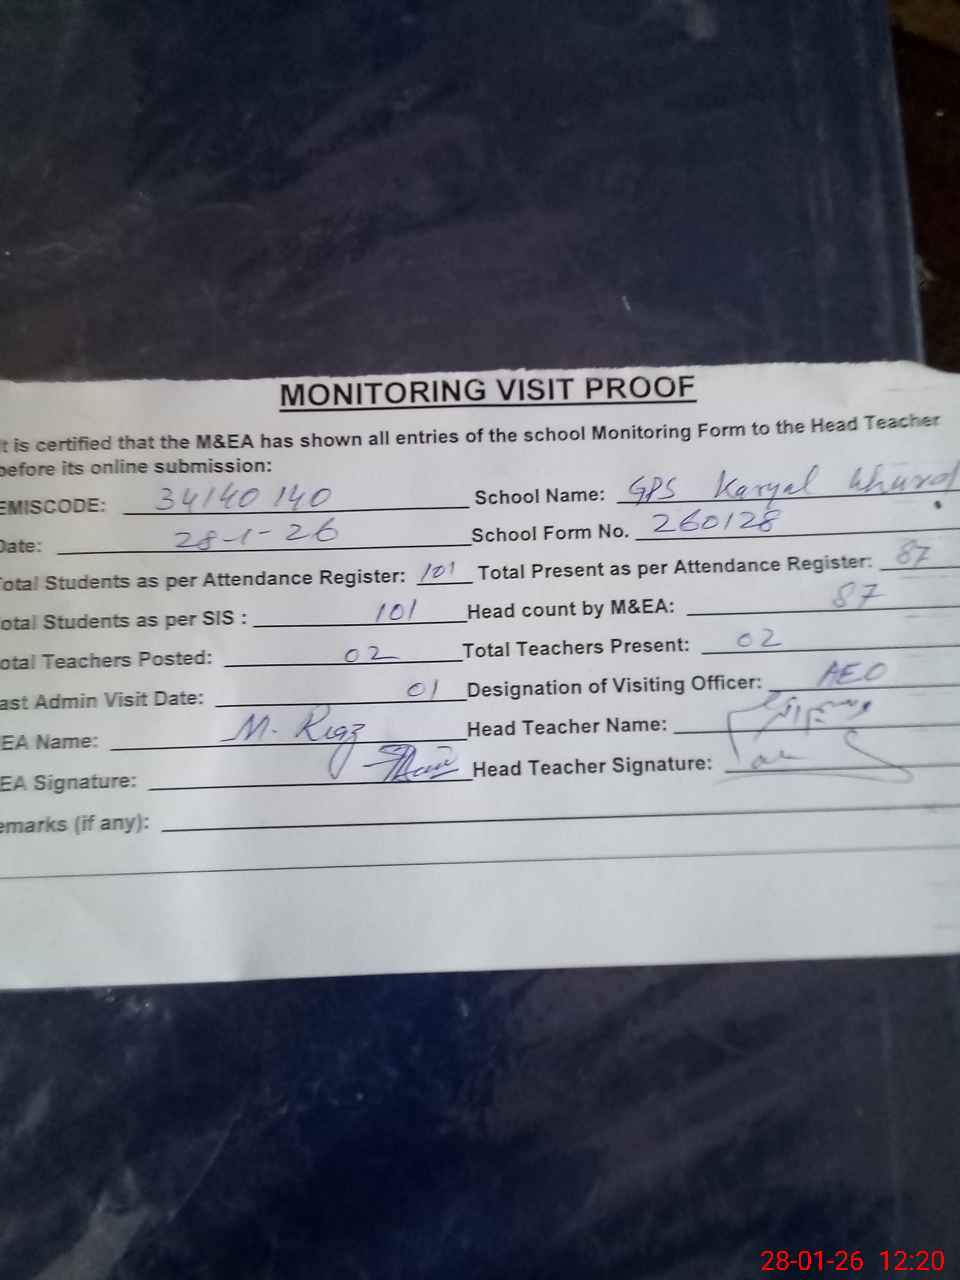 MONITORING VISIT PROOF
t is certified that the M&EA has shown all entries of the school Monitoring Form to the Head Teacher
before its online submission:
EMISCODE: 34140140 School Name: GPS Karyal Khurd
Date: 28-1-26 School Form No. 260128
otal Students as per Attendance Register: 101 Total Present as per Attendance Register: 87
otal Students as per SIS : 101 Head count by M&EA: 87
otal Teachers Posted: 02 Total Teachers Present: 02
ast Admin Visit Date: 01 Designation of Visiting Officer: AEO
EA Name: M. Riaz Head Teacher Name:
EA Signature: Head Teacher Signature:
emarks (if any):
28-01-26 12:20